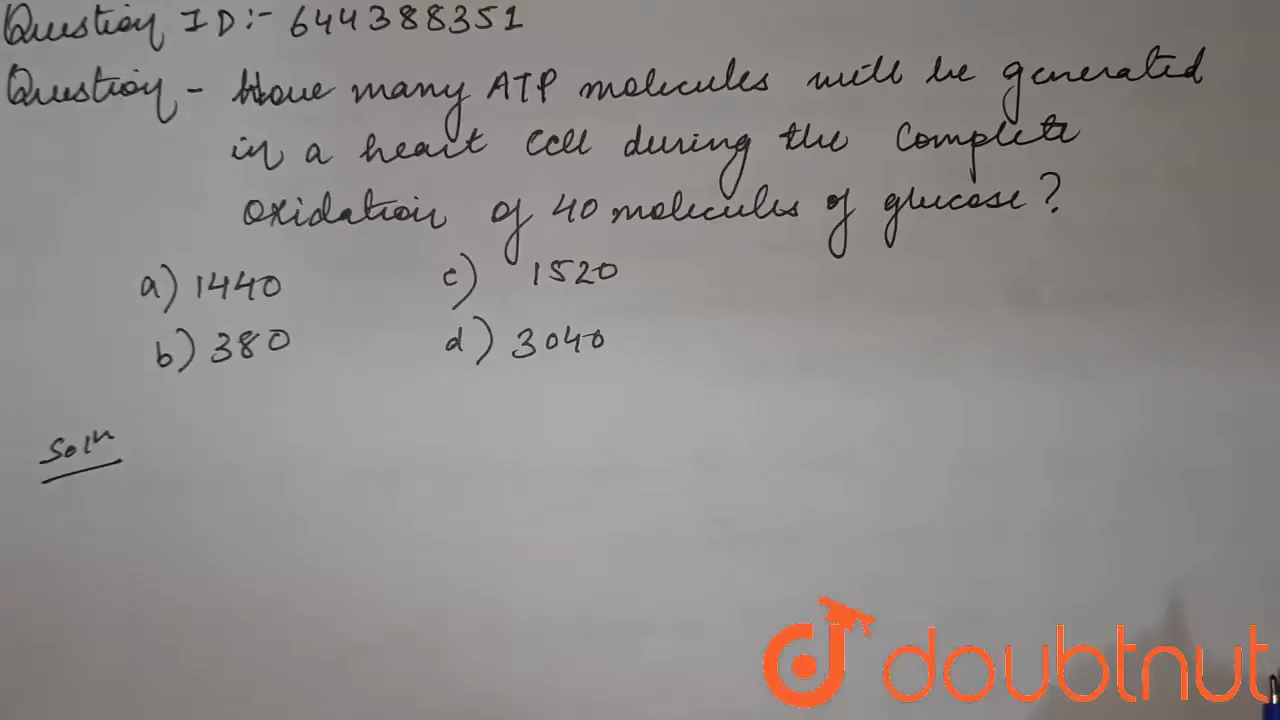 Question ID:- 644388351
Question - How many ATP molecules will be generated
in a heart cell during the complete
oxidation of 40 molecules of glucose?
a) 1440 c) 1520
b) 380 d) 3040
Soln
doubtnut